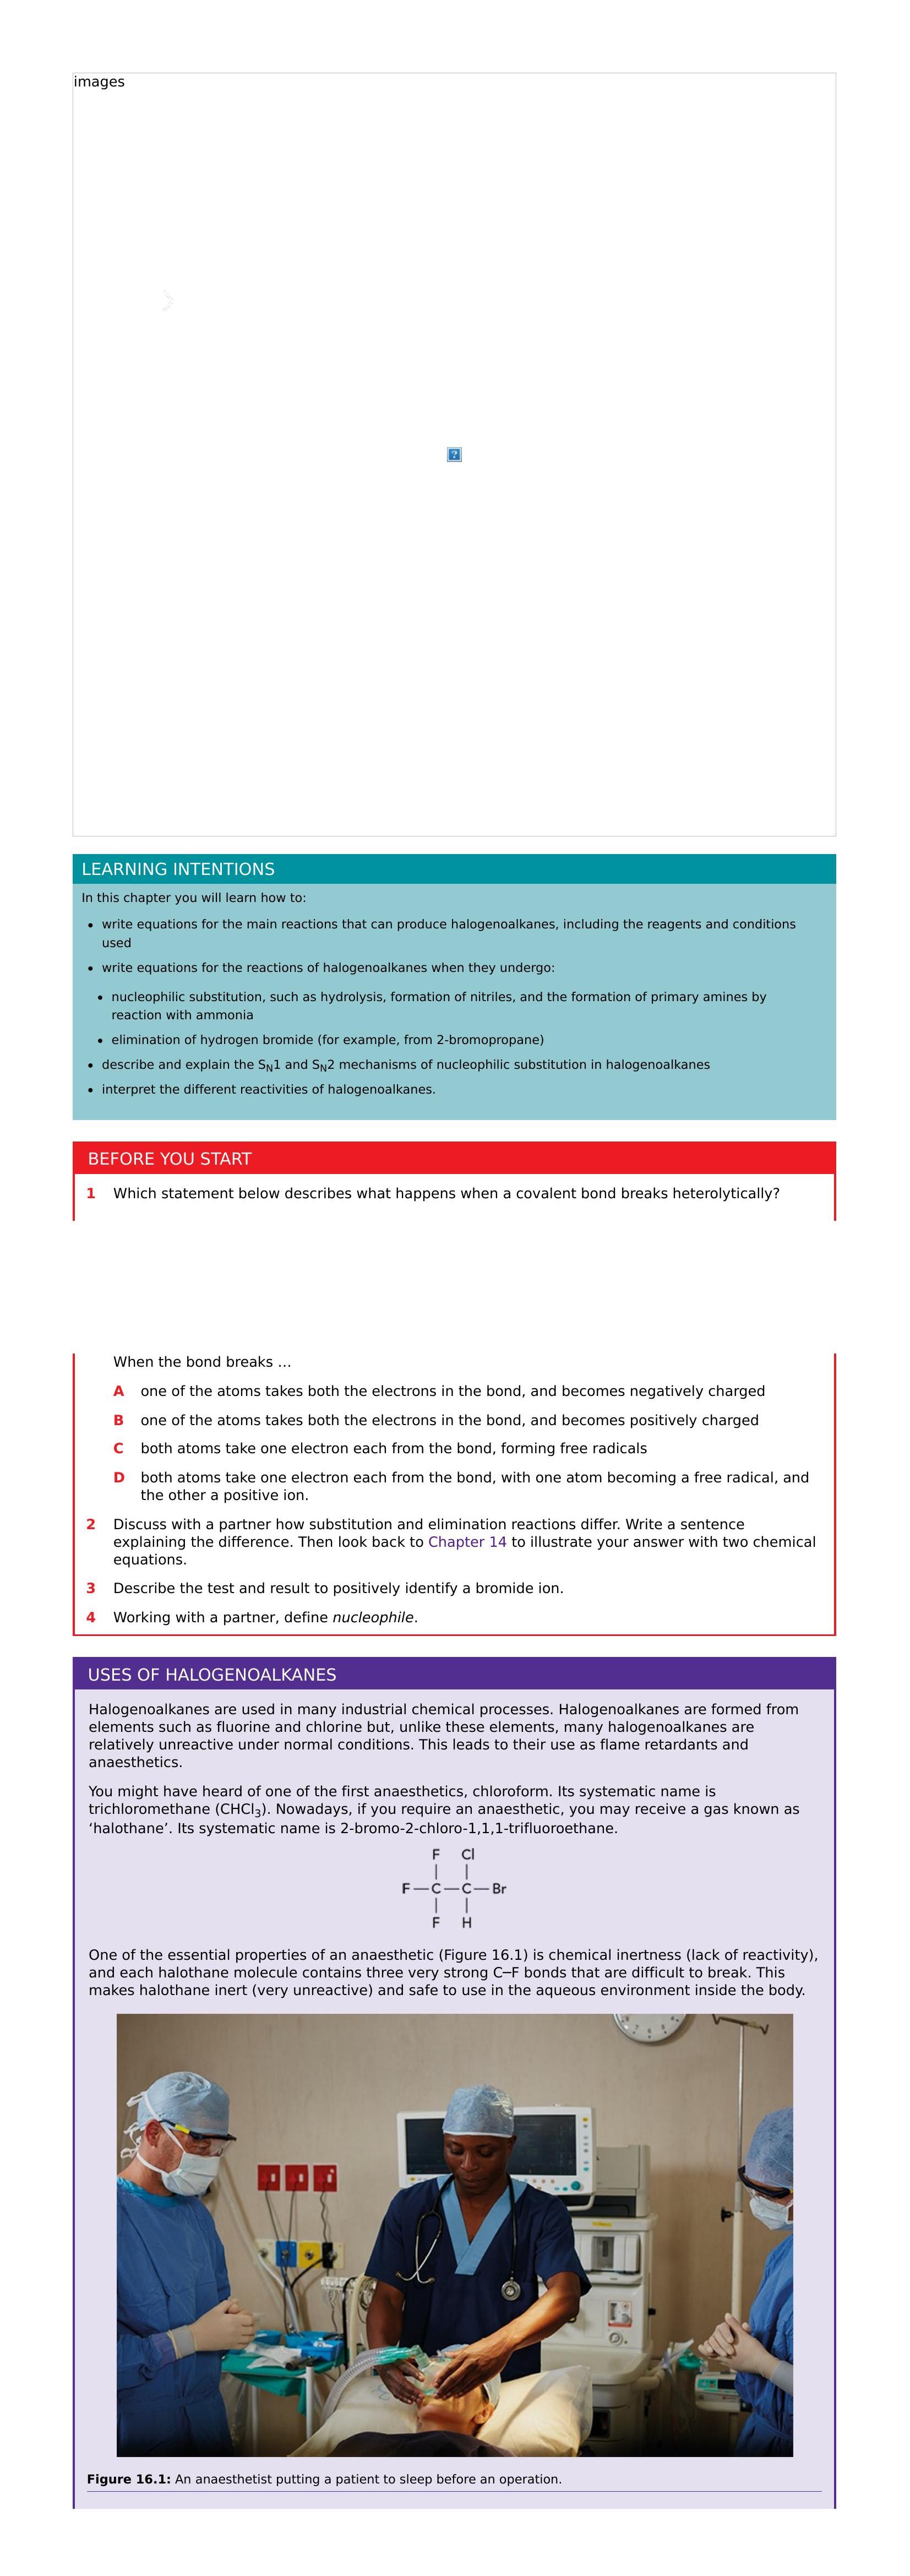 images
LEARNING INTENTIONS
In this chapter you will learn how to:
• write equations for the main reactions that can produce halogenoalkanes, including the reagents and conditions
used
• write equations for the reactions of halogenoalkanes when they undergo:
• nucleophilic substitution, such as hydrolysis, formation of nitriles, and the formation of primary amines by
reaction with ammonia
• elimination of hydrogen bromide (for example, from 2-bromopropane)
• describe and explain the SN1 and SN2 mechanisms of nucleophilic substitution in halogenoalkanes
• interpret the different reactivities of halogenoalkanes.
BEFORE YOU START
1 Which statement below describes what happens when a covalent bond breaks heterolytically?
When the bond breaks …
A one of the atoms takes both the electrons in the bond, and becomes negatively charged
B one of the atoms takes both the electrons in the bond, and becomes positively charged
C both atoms take one electron each from the bond, forming free radicals
D both atoms take one electron each from the bond, with one atom becoming a free radical, and
the other a positive ion.
2 Discuss with a partner how substitution and elimination reactions differ. Write a sentence
explaining the difference. Then look back to Chapter 14 to illustrate your answer with two chemical
equations.
3 Describe the test and result to positively identify a bromide ion.
4 Working with a partner, define nucleophile.
USES OF HALOGENOALKANES
Halogenoalkanes are used in many industrial chemical processes. Halogenoalkanes are formed from
elements such as fluorine and chlorine but, unlike these elements, many halogenoalkanes are
relatively unreactive under normal conditions. This leads to their use as flame retardants and
anaesthetics.
You might have heard of one of the first anaesthetics, chloroform. Its systematic name is
trichloromethane (CHCl3). Nowadays, if you require an anaesthetic, you may receive a gas known as
‘halothane’. Its systematic name is 2-bromo-2-chloro-1,1,1-trifluoroethane.
F Cl
F—C—C—Br
F H
One of the essential properties of an anaesthetic (Figure 16.1) is chemical inertness (lack of reactivity),
and each halothane molecule contains three very strong C─F bonds that are difficult to break. This
makes halothane inert (very unreactive) and safe to use in the aqueous environment inside the body.
Figure 16.1: An anaesthetist putting a patient to sleep before an operation.